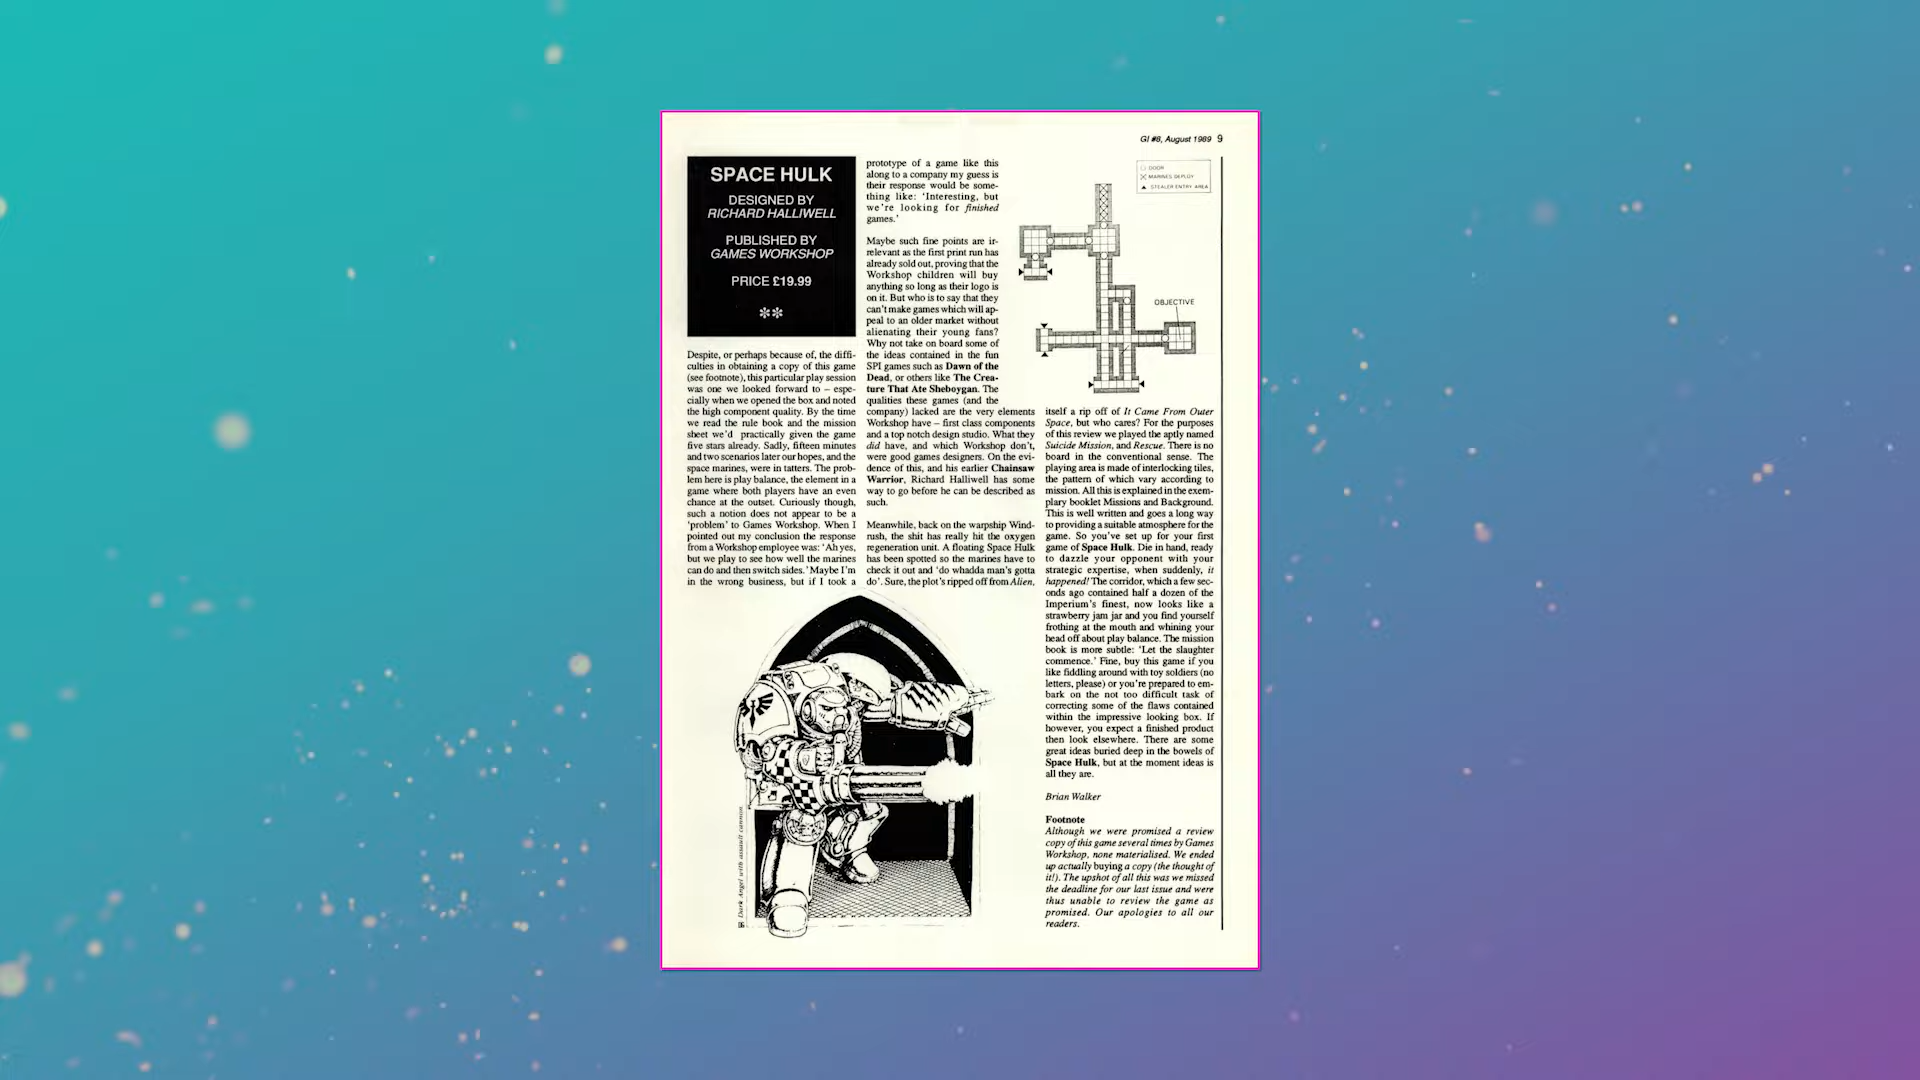 GI #8, August 1989 9
SPACE HULK
DESIGNED BY
RICHARD HALLIWELL
PUBLISHED BY
GAMES WORKSHOP
PRICE £19.99
**
Despite, or perhaps because of, the diffi-
culties in obtaining a copy of this game
(see footnote), this particular play session
was one we looked forward to – espe-
cially when we opened the box and noted
the high component quality. By the time
we read the rule book and the mission
sheet we'd practically given the game
five stars already. Sadly, fifteen minutes
and two scenarios later our hopes, and the
space marines, were in tatters. The prob-
lem here is play balance, the element in a
game where both players have an even
chance at the outset. Curiously though,
such a notion does not appear to be a
'problem' to Games Workshop. When I
pointed out my conclusion the response
from a Workshop employee was: 'Ah yes,
but we play to see how well the marines
can do and then switch sides.' Maybe I'm
in the wrong business, but if I took a
prototype of a game like this
along to a company my guess is
their response would be some-
thing like: 'Interesting, but
we're looking for finished
games.'
Maybe such fine points are ir-
relevant as the first print run has
already sold out, proving that the
Workshop children will buy
anything so long as their logo is
on it. But who is to say that they
can't make games which will ap-
peal to an older market without
alienating their young fans?
Why not take on board some of
the ideas contained in the fun
SPI games such as Dawn of the
Dead, or others like The Crea-
ture That Ate Sheboygan. The
qualities these games (and the
company) lacked are the very elements
Workshop have – first class components
and a top notch design studio. What they
did have, and which Workshop don't,
were good games designers. On the evi-
dence of this, and his earlier Chainsaw
Warrior, Richard Halliwell has some
way to go before he can be described as
such.
Meanwhile, back on the warpship Wind-
rush, the shit has really hit the oxygen
regeneration unit. A floating Space Hulk
has been spotted so the marines have to
check it out and 'do whadda man's gotta
do'. Sure, the plot's ripped off from Alien,
DOOR
MARINES DEPLOY
STEALER ENTRY AREA
OBJECTIVE
itself a rip off of It Came From Outer
Space, but who cares? For the purposes
of this review we played the aptly named
Suicide Mission, and Rescue. There is no
board in the conventional sense. The
playing area is made of interlocking tiles,
the pattern of which vary according to
mission. All this is explained in the exem-
plary booklet Missions and Background.
This is well written and goes a long way
to providing a suitable atmosphere for the
game. So you've set up for your first
game of Space Hulk. Die in hand, ready
to dazzle your opponent with your
strategic expertise, when suddenly, it
happened! The corridor, which a few sec-
onds ago contained half a dozen of the
Imperium's finest, now looks like a
strawberry jam jar and you find yourself
frothing at the mouth and whining your
head off about play balance. The mission
book is more subtle: 'Let the slaughter
commence.' Fine, buy this game if you
like fiddling around with toy soldiers (no
letters, please) or you're prepared to em-
bark on the not too difficult task of
correcting some of the flaws contained
within the impressive looking box. If
however, you expect a finished product
then look elsewhere. There are some
great ideas buried deep in the bowels of
Space Hulk, but at the moment ideas is
all they are.
Brian Walker
Footnote
Although we were promised a review
copy of this game several times by Games
Workshop, none materialised. We ended
up actually buying a copy (the thought of
it!). The upshot of all this was we missed
the deadline for our last issue and were
thus unable to review the game as
promised. Our apologies to all our
readers.
Dark Angel with assault cannon.